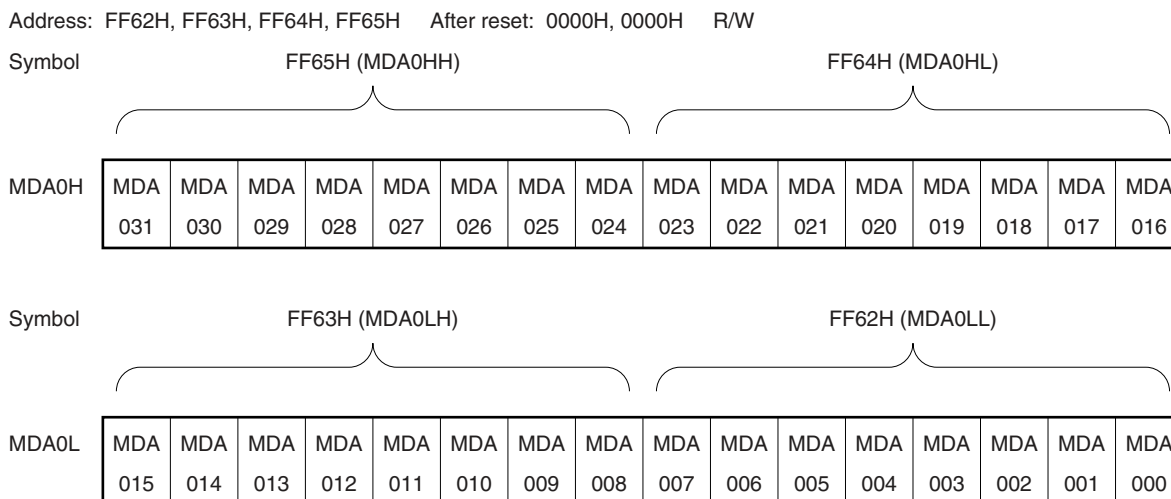 Address: FF62H, FF63H, FF64H, FF65H After reset: 0000H, 0000H R/W
Symbol FF65H (MDA0HH) FF64H (MDA0HL)
MDA0H MDA MDA MDA MDA MDA MDA MDA MDA MDA MDA MDA MDA MDA MDA MDA MDA
031 030 029 028 027 026 025 024 023 022 021 020 019 018 017 016
Symbol FF63H (MDA0LH) FF62H (MDA0LL)
MDA0L MDA MDA MDA MDA MDA MDA MDA MDA MDA MDA MDA MDA MDA MDA MDA MDA
015 014 013 012 011 010 009 008 007 006 005 004 003 002 001 000